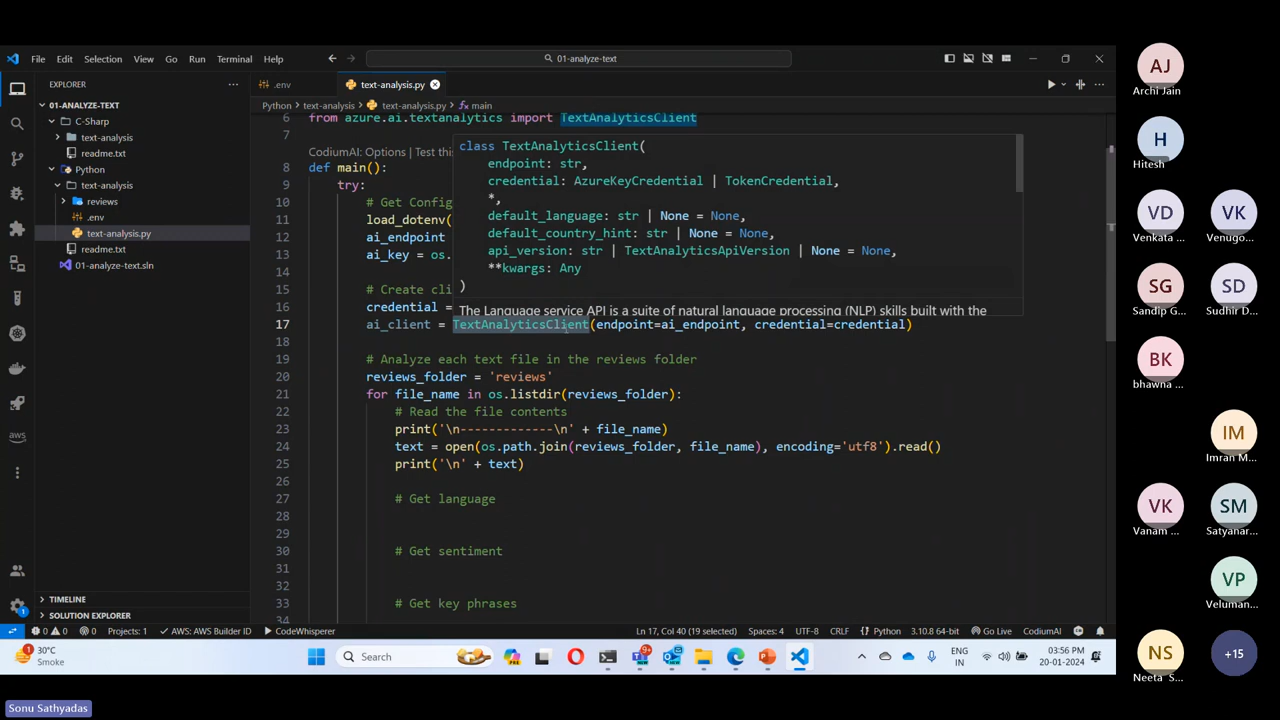 File Edit Selection View Go Run Terminal Help
01-analyze-text
EXPLORER
.env
text-analysis.py
Python > text-analysis > text-analysis.py > main
01-ANALYZE-TEXT
C-Sharp
text-analysis
readme.txt
Python
text-analysis
reviews
.env
text-analysis.py
readme.txt
01-analyze-text.sln
TIMELINE
SOLUTION EXPLORER
6 from azure.ai.textanalytics import TextAnalyticsClient
7
CodiumAI: Options | Test this
8 def main():
9 try:
10 # Get Config
11 load_dotenv(
12 ai_endpoint
13 ai_key = os.
14
15 # Create cli
16 credential =
17 ai_client = TextAnalyticsClient(endpoint=ai_endpoint, credential=credential)
18
19 # Analyze each text file in the reviews folder
20 reviews_folder = 'reviews'
21 for file_name in os.listdir(reviews_folder):
22 # Read the file contents
23 print('\n-------------\n' + file_name)
24 text = open(os.path.join(reviews_folder, file_name), encoding='utf8').read()
25 print('\n' + text)
26
27 # Get language
28
29
30 # Get sentiment
31
32
33 # Get key phrases
34
class TextAnalyticsClient(
endpoint: str,
credential: AzureKeyCredential | TokenCredential,
*,
default_language: str | None = None,
default_country_hint: str | None = None,
api_version: str | TextAnalyticsApiVersion | None = None,
**kwargs: Any
)
The Language service API is a suite of natural language processing (NLP) skills built with the
0 0 0 Projects: 1 AWS: AWS Builder ID CodeWhisperer Ln 17, Col 40 (19 selected) Spaces: 4 UTF-8 CRLF Python 3.10.8 64-bit Go Live CodiumAI
aws
1
30°C
Smoke
1
Search
9+
ENG
IN
03:56 PM
20-01-2024
Sonu Sathyadas
AJ
Archi Jain
H
Hitesh
VD
Venkata ...
VK
Venugo...
SG
Sandip G...
SD
Sudhir D...
BK
bhawna ...
IM
Imran M...
VK
Vanam ...
SM
Satyanar...
VP
Veluman...
NS
Neeta S...
+15